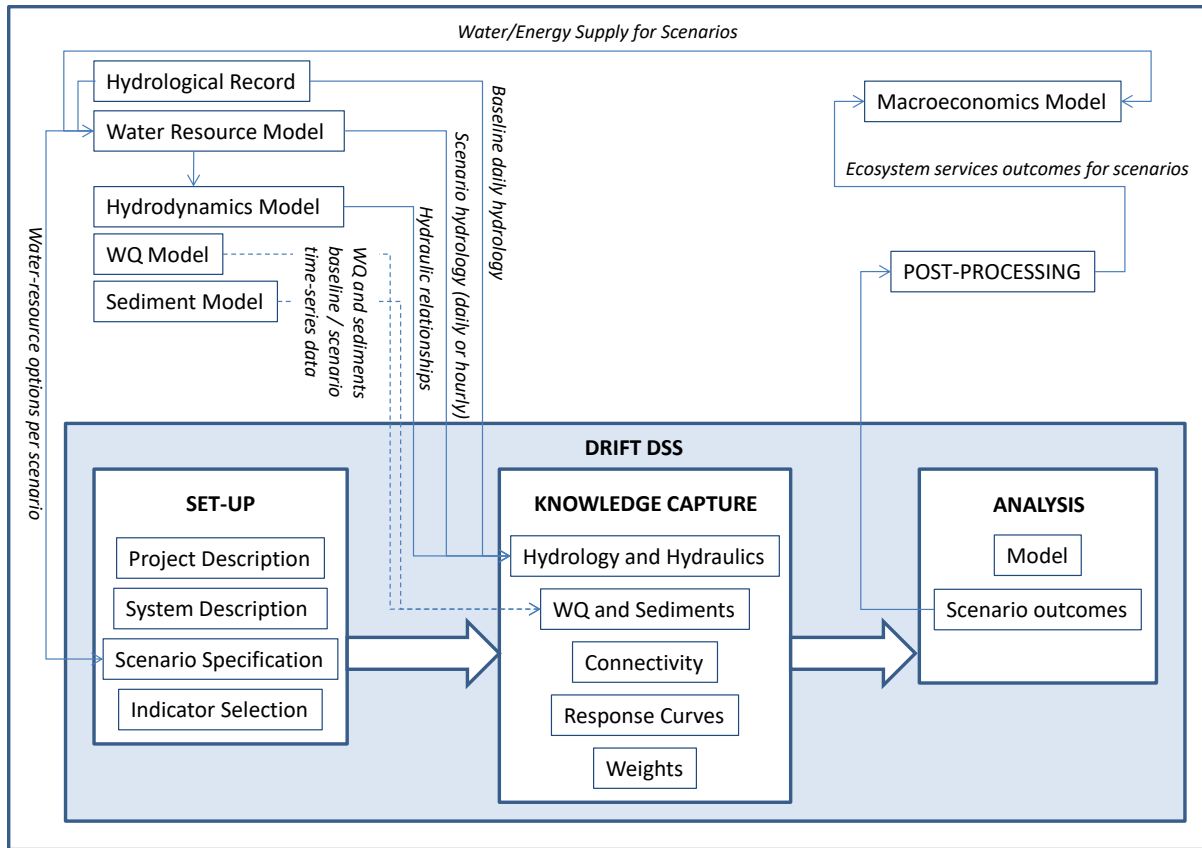 Water/Energy Supply for Scenarios
Hydrological Record
Water Resource Model
Hydrodynamics Model
WQ Model
Sediment Model
Water-resource options per scenario
WQ and sediments
baseline / scenario
time-series data
Hydraulic relationships
Scenario hydrology (daily or hourly)
Baseline daily hydrology
Macroeconomics Model
Ecosystem services outcomes for scenarios
POST-PROCESSING
DRIFT DSS
SET-UP
Project Description
System Description
Scenario Specification
Indicator Selection
KNOWLEDGE CAPTURE
Hydrology and Hydraulics
WQ and Sediments
Connectivity
Response Curves
Weights
ANALYSIS
Model
Scenario outcomes